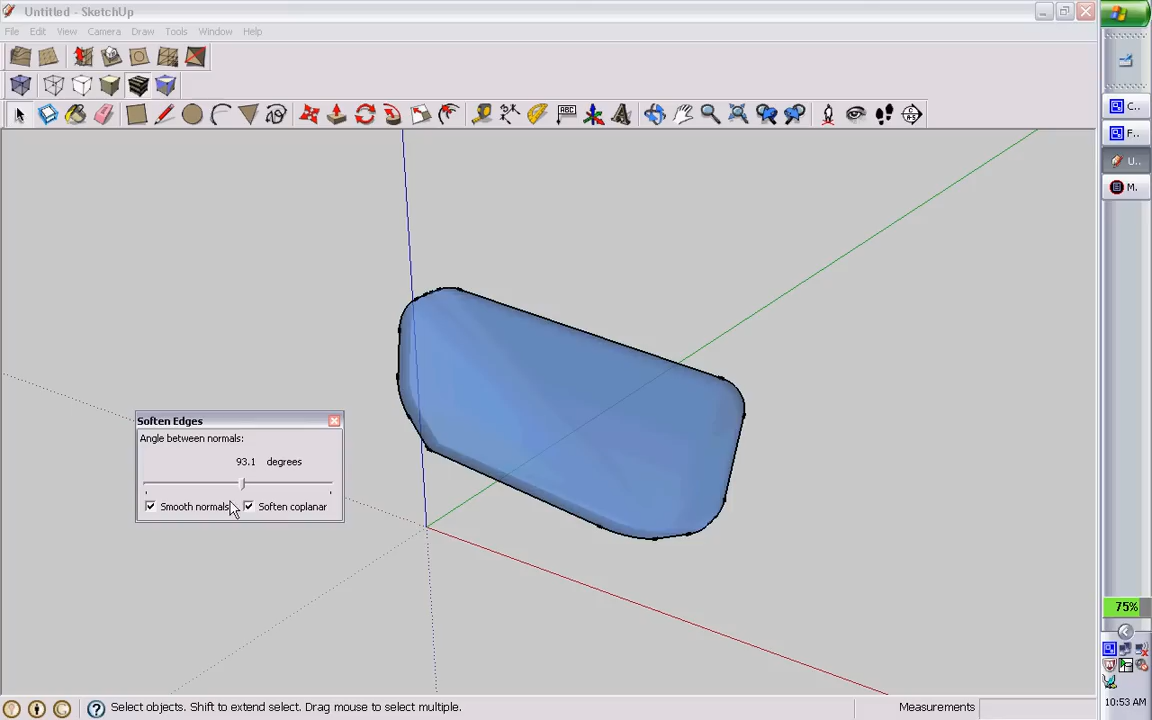 Untitled - SketchUp
File Edit View Camera Draw Tools Window Help
ABC
C..
F..
U..
M.
Soften Edges
Angle between normals:
93.1 degrees
Smooth normals Soften coplanar
75%
Select objects. Shift to extend select. Drag mouse to select multiple.
Measurements
10:53 AM